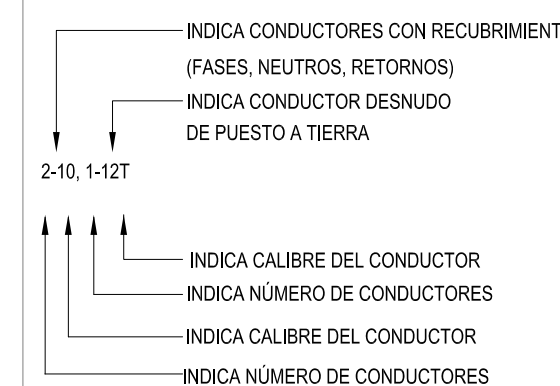 INDICA CONDUCTORES CON RECUBRIMIENT
(FASES, NEUTROS, RETORNOS)
INDICA CONDUCTOR DESNUDO
DE PUESTO A TIERRA
2-10, 1-12T
INDICA CALIBRE DEL CONDUCTOR
INDICA NÚMERO DE CONDUCTORES
INDICA CALIBRE DEL CONDUCTOR
INDICA NÚMERO DE CONDUCTORES